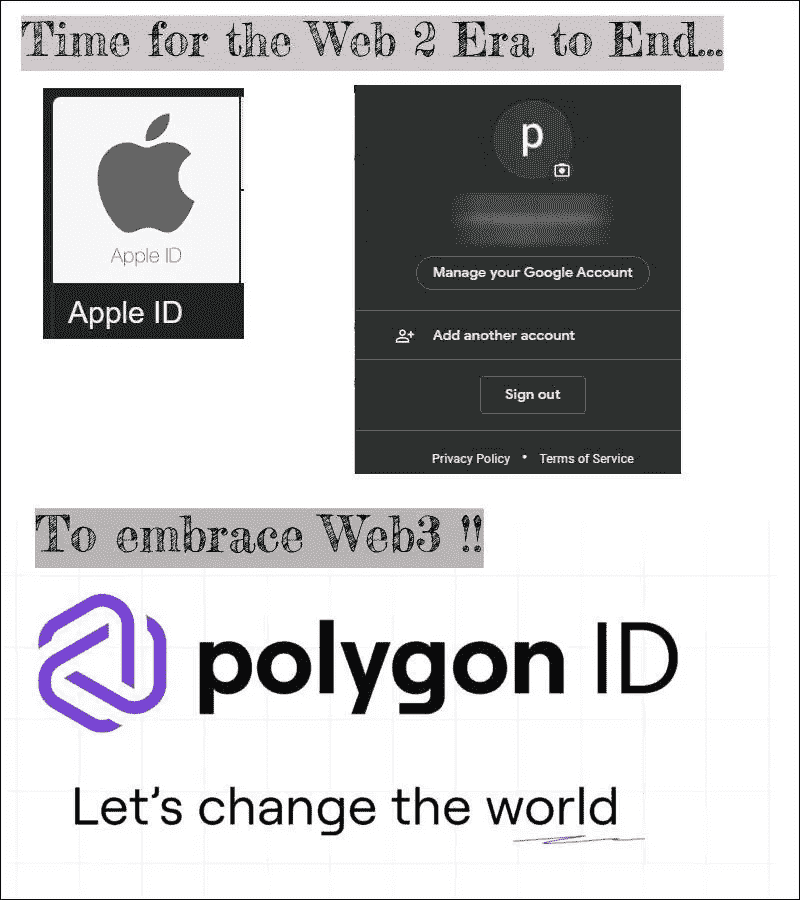 Time for the Web 2 Era to End...
Apple ID
Apple ID
p
Manage your Google Account
Add another account
Sign out
Privacy Policy • Terms of Service
To embrace Web3 !!
polygon ID
Let's change the world